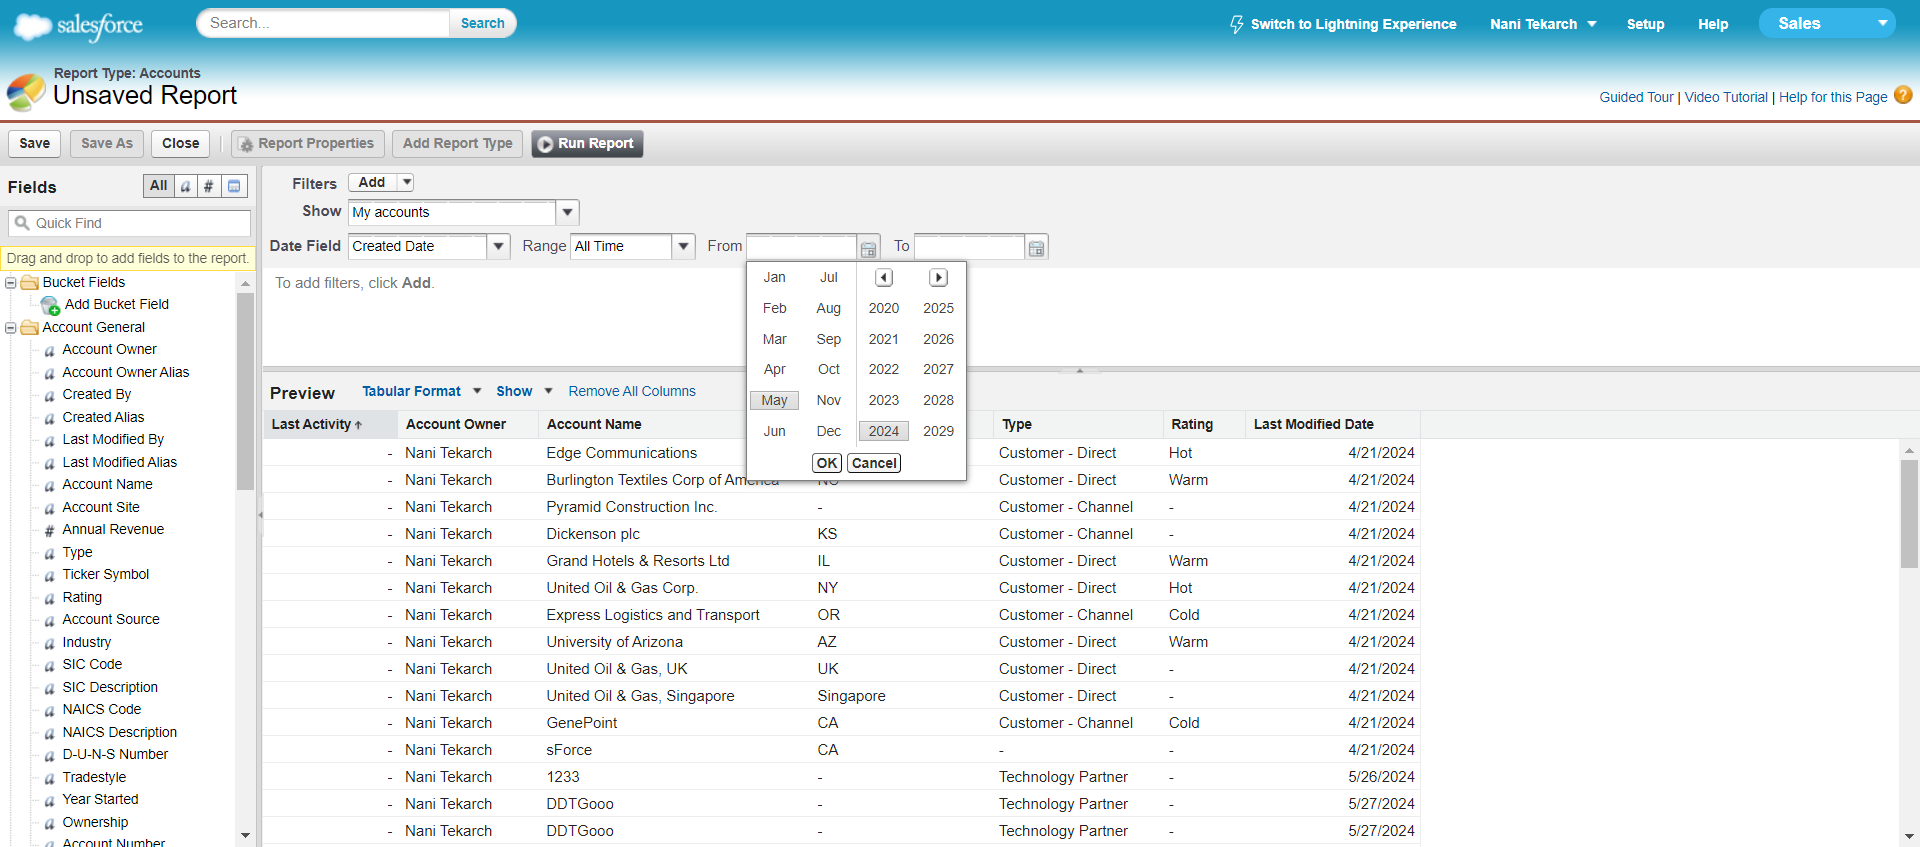 salesforce
Search...
Search
Switch to Lightning Experience
Nani Tekarch
Setup
Help
Sales
Report Type: Accounts
Unsaved Report
Guided Tour | Video Tutorial | Help for this Page ?
Save
Save As
Close
Report Properties
Add Report Type
Run Report
Fields
All a #
Quick Find
Drag and drop to add fields to the report.
Bucket Fields
Add Bucket Field
Account General
a Account Owner
a Account Owner Alias
a Created By
a Created Alias
a Last Modified By
a Last Modified Alias
a Account Name
a Account Site
# Annual Revenue
a Type
a Ticker Symbol
a Rating
a Account Source
a Industry
a SIC Code
a SIC Description
a NAICS Code
a NAICS Description
a D-U-N-S Number
a Tradestyle
a Year Started
a Ownership
a Account Number
Filters Add
Show My accounts
Date Field Created Date Range All Time From To
To add filters, click Add.
Jan Jul
Feb Aug 2020 2025
Mar Sep 2021 2026
Apr Oct 2022 2027
May Nov 2023 2028
Jun Dec 2024 2029
OK Cancel
Preview Tabular Format Show Remove All Columns
Last Activity ↑ Account Owner Account Name Type Rating Last Modified Date
- Nani Tekarch Edge Communications Customer - Direct Hot 4/21/2024
- Nani Tekarch Burlington Textiles Corp of America NC Customer - Direct Warm 4/21/2024
- Nani Tekarch Pyramid Construction Inc. - Customer - Channel - 4/21/2024
- Nani Tekarch Dickenson plc KS Customer - Channel - 4/21/2024
- Nani Tekarch Grand Hotels & Resorts Ltd IL Customer - Direct Warm 4/21/2024
- Nani Tekarch United Oil & Gas Corp. NY Customer - Direct Hot 4/21/2024
- Nani Tekarch Express Logistics and Transport OR Customer - Channel Cold 4/21/2024
- Nani Tekarch University of Arizona AZ Customer - Direct Warm 4/21/2024
- Nani Tekarch United Oil & Gas, UK UK Customer - Direct - 4/21/2024
- Nani Tekarch United Oil & Gas, Singapore Singapore Customer - Direct - 4/21/2024
- Nani Tekarch GenePoint CA Customer - Channel Cold 4/21/2024
- Nani Tekarch sForce CA - - 4/21/2024
- Nani Tekarch 1233 - Technology Partner - 5/26/2024
- Nani Tekarch DDTGooo - Technology Partner - 5/27/2024
- Nani Tekarch DDTGooo - Technology Partner - 5/27/2024